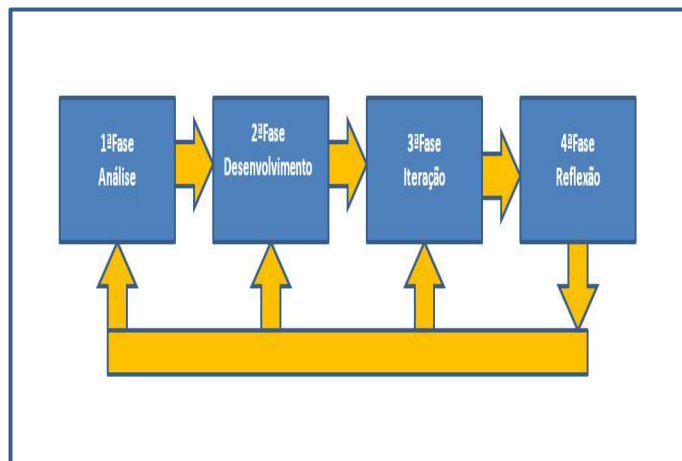 1ªFase
Análise
2ªFase
Desenvolvimento
3ªFase
Iteração
4ªFase
Reflexão